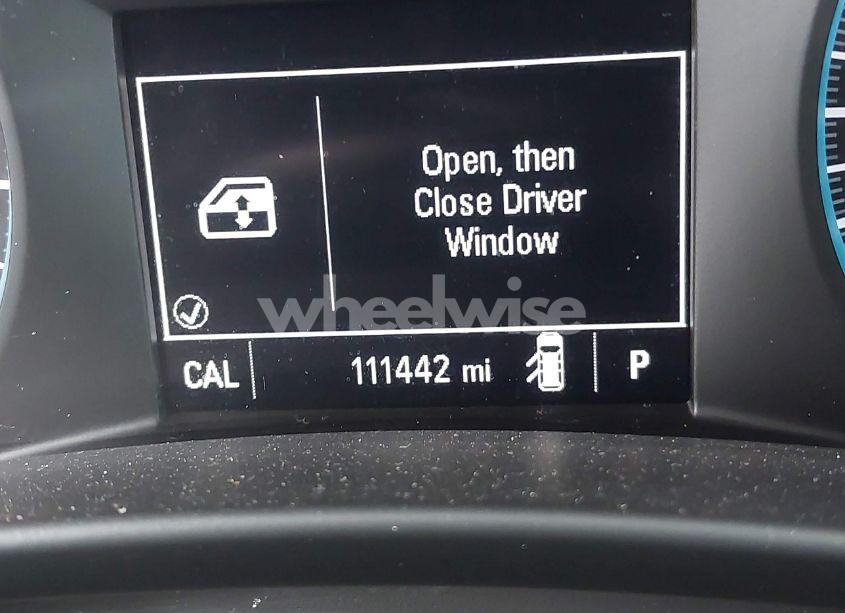 Open, then
Close Driver
Window
wheelwise
CAL
111442 mi
P